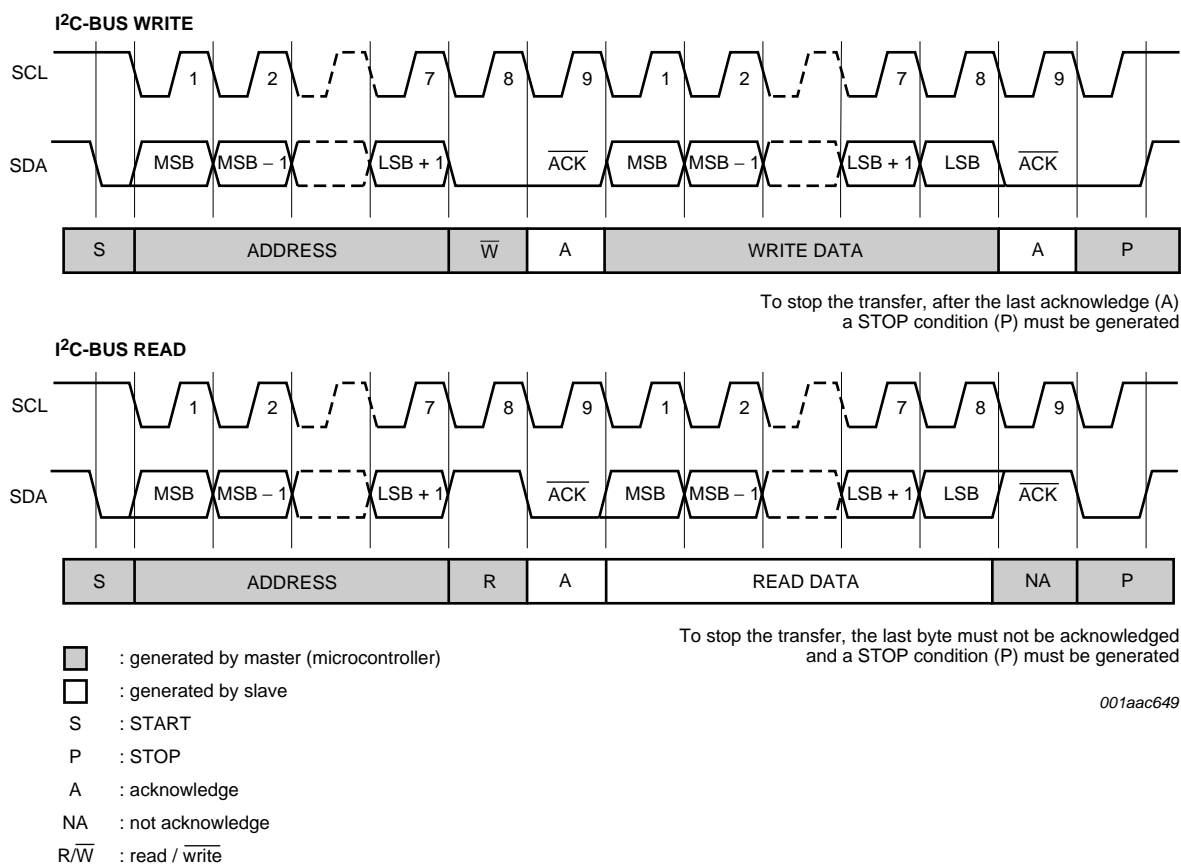 I2C-BUS WRITE
SCL 1 2 7 8 9 1 2 7 8 9
SDA MSB MSB − 1 LSB + 1 A̅C̅K̅ MSB MSB − 1 LSB + 1 LSB A̅C̅K̅
S ADDRESS W̅ A WRITE DATA A P
To stop the transfer, after the last acknowledge (A)
a STOP condition (P) must be generated
I2C-BUS READ
SCL 1 2 7 8 9 1 2 7 8 9
SDA MSB MSB − 1 LSB + 1 A̅C̅K̅ MSB MSB − 1 LSB + 1 LSB A̅C̅K̅
S ADDRESS R A READ DATA NA P
To stop the transfer, the last byte must not be acknowledged
and a STOP condition (P) must be generated
: generated by master (microcontroller)
: generated by slave
001aac649
S : START
P : STOP
A : acknowledge
NA : not acknowledge
R/W̅ : read / w̅r̅i̅t̅e̅